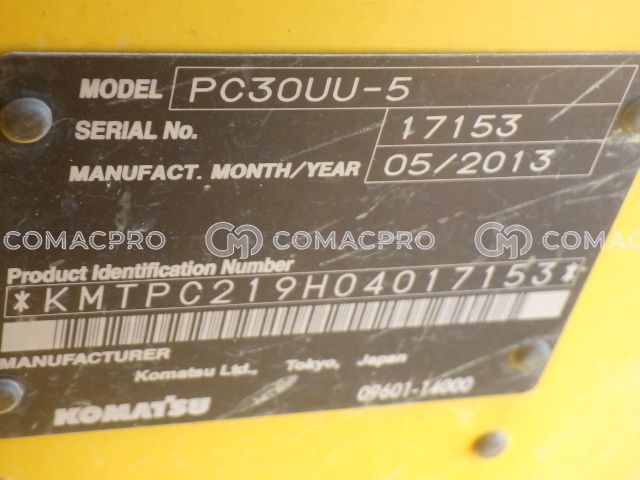 MODEL PC30UU-5
SERIAL No. 17153
MANUFACT. MONTH/YEAR 05/2013
COMACPRO COMACPRO
Product Identification Number
*KMTPC219H04017153*
MANUFACTURER
Komatsu Ltd., Tokyo, Japan
KOMATSU 09601-14000